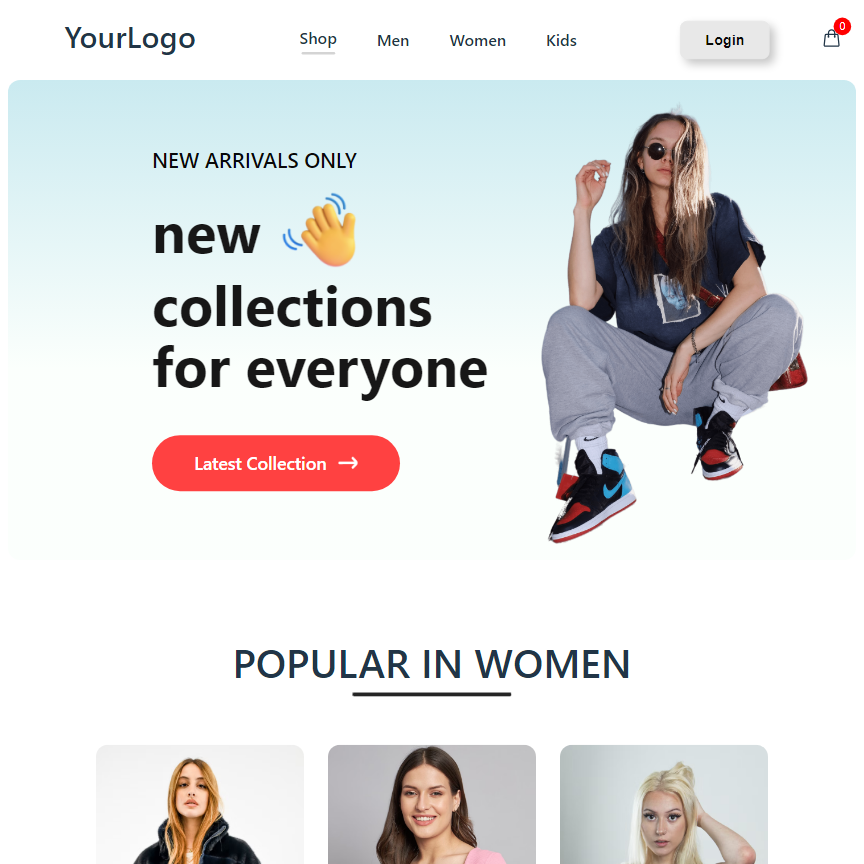 YourLogo
Shop
Men
Women
Kids
Login
0
NEW ARRIVALS ONLY
new
collections
for everyone
Latest Collection
POPULAR IN WOMEN